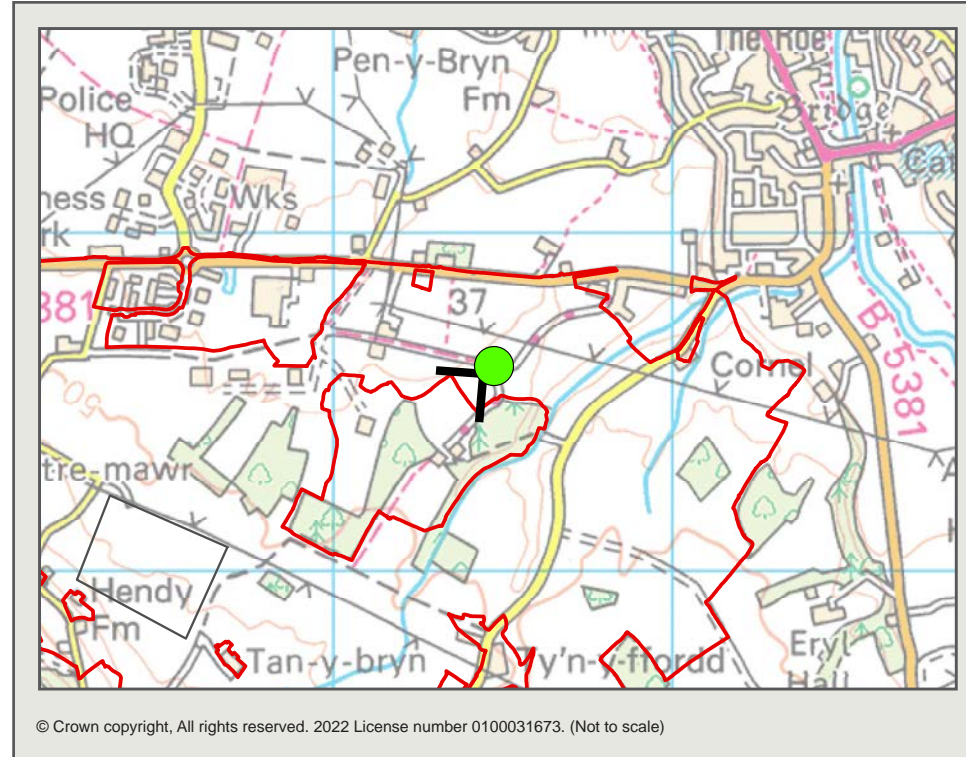 The Roe
Pen-y-Bryn
Fm
Police
HQ
Bridge
ness
Wks
rk
381
37
Cornel
B 5381
50
tre-mawr
Hendy
Fm
Tan-y-bryn
Ty'n-y-ffordd
Eryl
Hall
© Crown copyright, All rights reserved. 2022 License number 0100031673. (Not to scale)